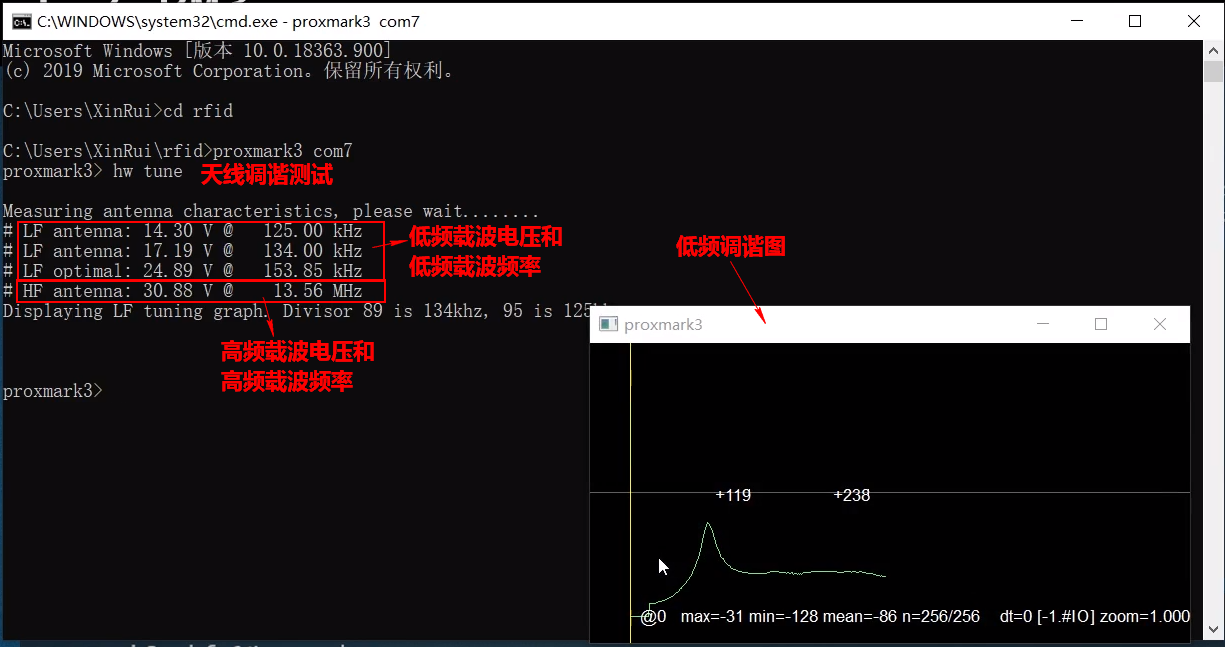 C:\WINDOWS\system32\cmd.exe - proxmark3  com7
Microsoft Windows [版本 10.0.18363.900]
(c) 2019 Microsoft Corporation。保留所有权利。
C:\Users\XinRui>cd rfid
C:\Users\XinRui\rfid>proxmark3 com7
proxmark3> hw tune
天线调谐测试
Measuring antenna characteristics, please wait........
# LF antenna: 14.30 V @   125.00 kHz
# LF antenna: 17.19 V @   134.00 kHz
# LF optimal: 24.89 V @   153.85 kHz
# HF antenna: 30.88 V @    13.56 MHz
低频载波电压和
低频载波频率
低频调谐图
Displaying LF tuning graph. Divisor 89 is 134khz, 95 is 125
高频载波电压和
高频载波频率
proxmark3>
proxmark3
+119
+238
@0   max=-31 min=-128 mean=-86 n=256/256    dt=0 [-1.#IO] zoom=1.000